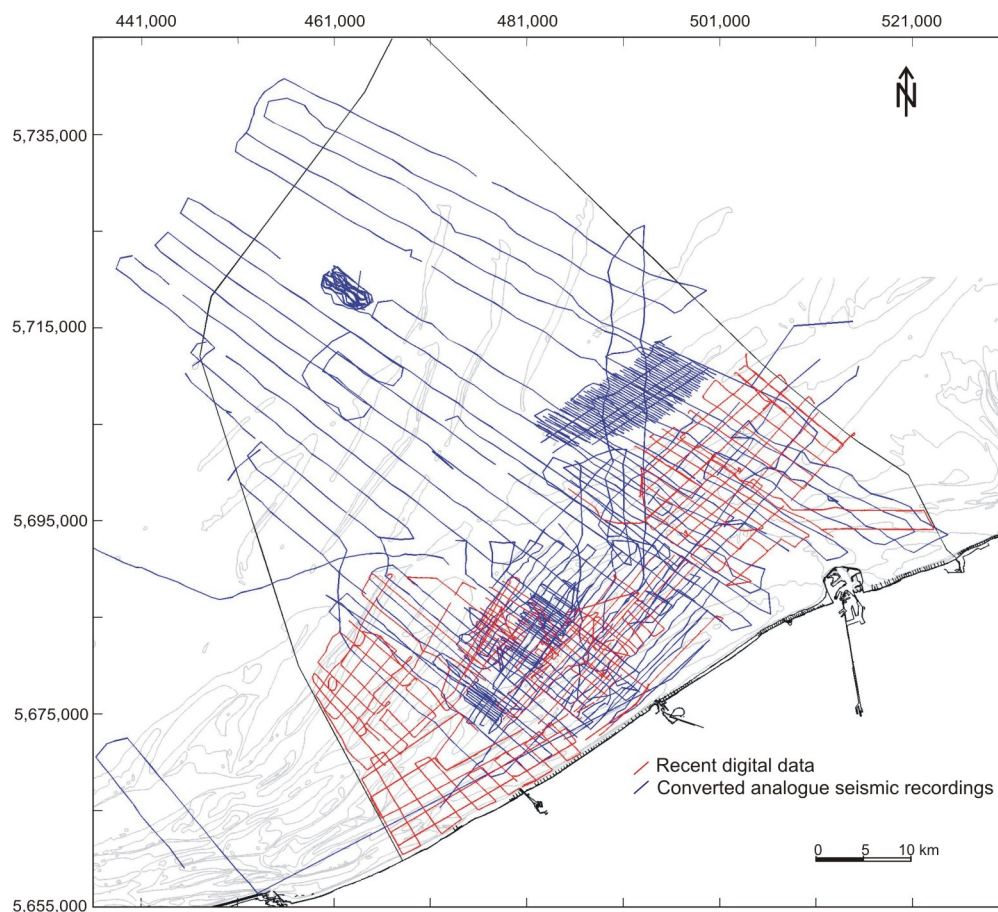 441,000 461,000 481,000 501,000 521,000
N
5,735,000
5,715,000
5,695,000
5,675,000
Recent digital data
Converted analogue seismic recordings
0 5 10 km
5,655,000